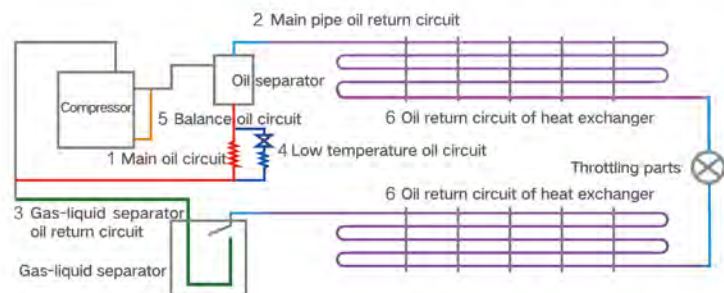 2 Main pipe oil return circuit
Oil separator
Compressor
5 Balance oil circuit
6 Oil return circuit of heat exchanger
1 Main oil circuit
4 Low temperature oil circuit
Throttling parts
6 Oil return circuit of heat exchanger
3 Gas-liquid separator
oil return circuit
Gas-liquid separator